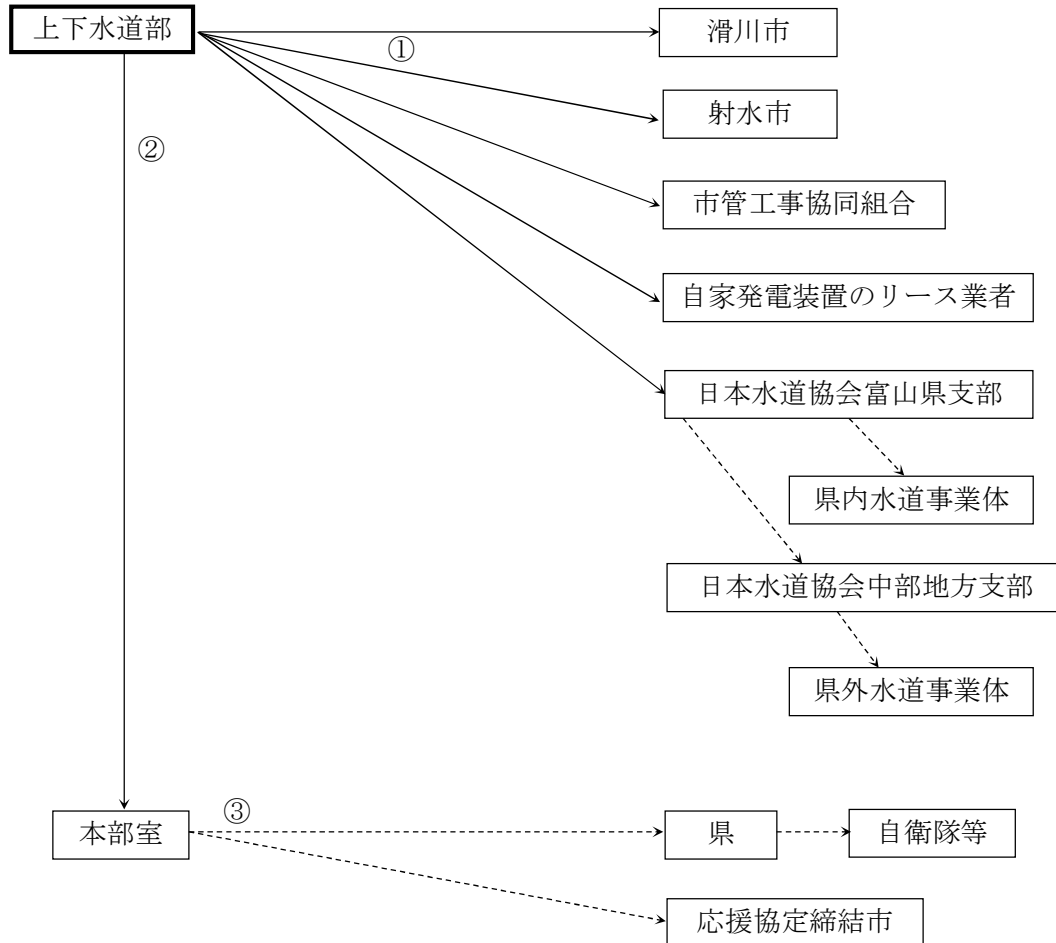 上下水道部
滑川市
①
射水市
②
市管工事協同組合
自家発電装置のリース業者
日本水道協会富山県支部
県内水道事業体
日本水道協会中部地方支部
県外水道事業体
本部室
③
県
自衛隊等
応援協定締結市